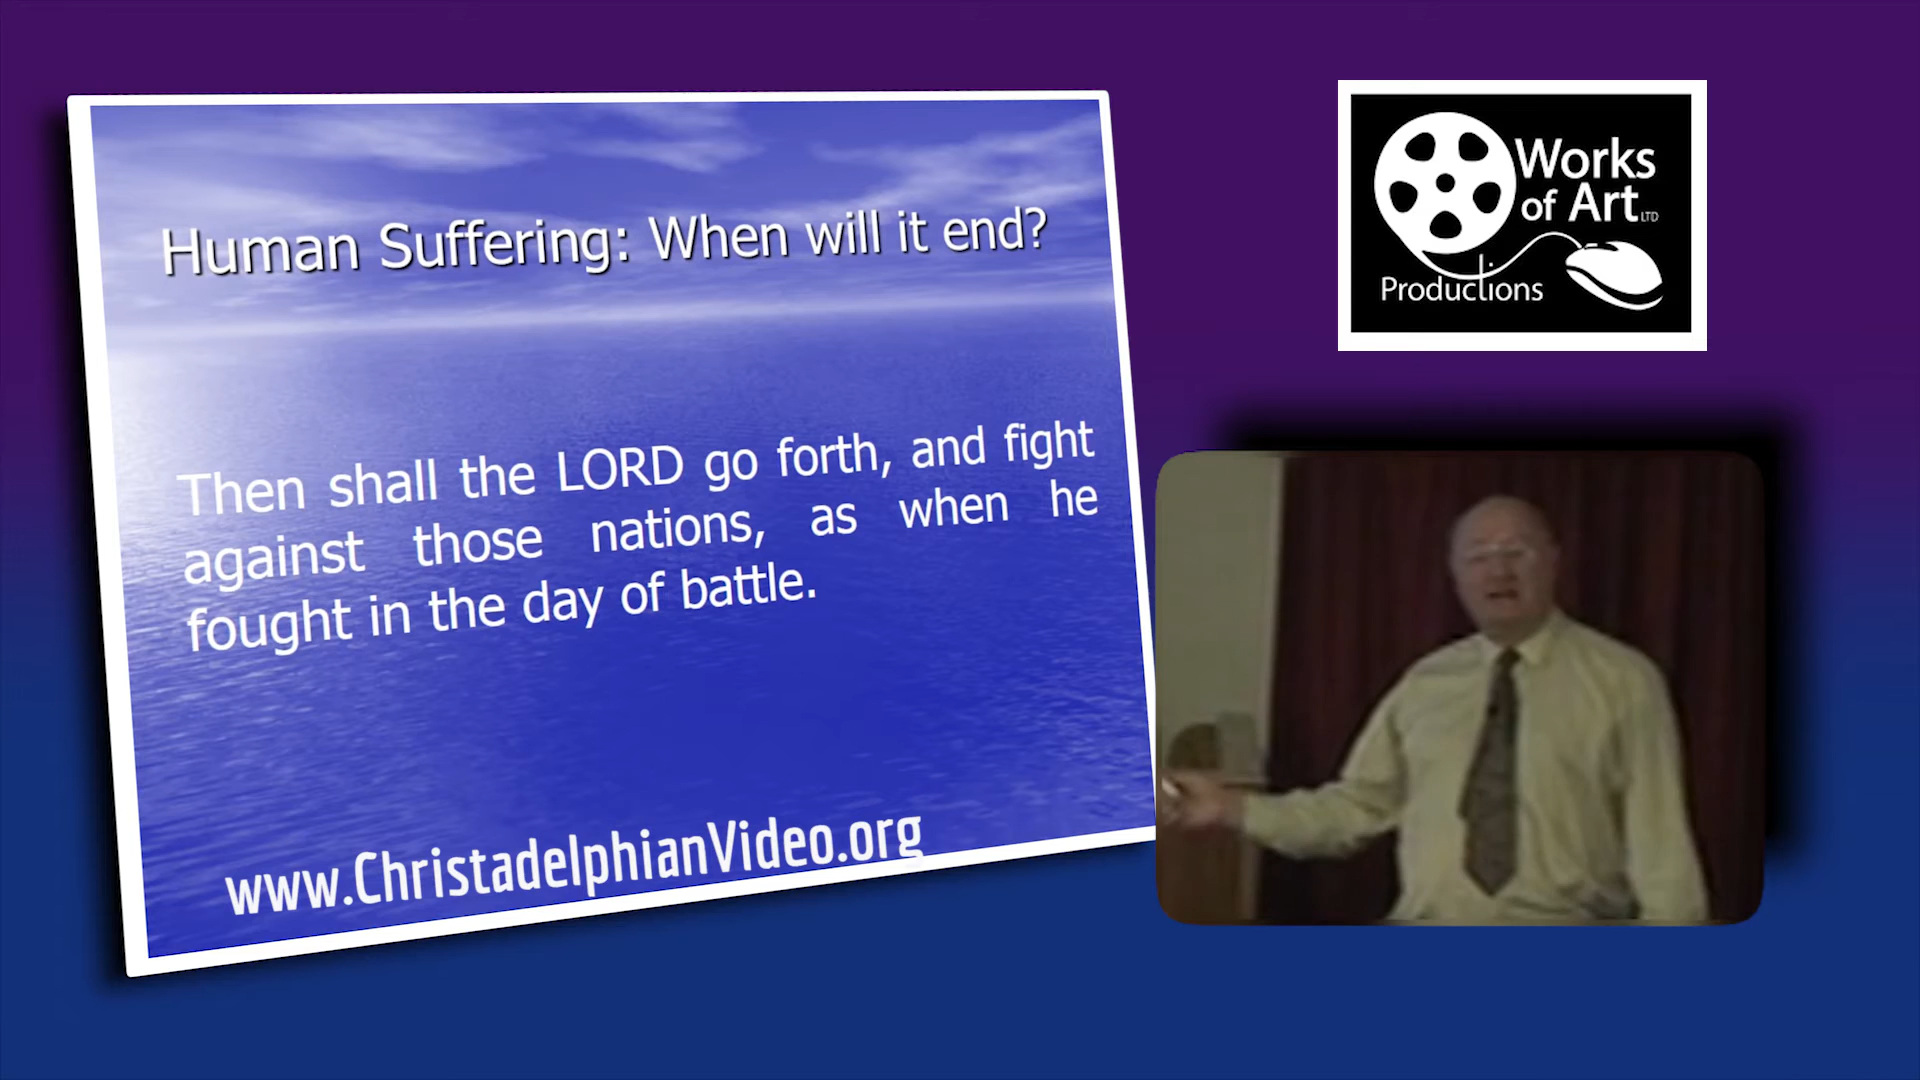 Human Suffering: When will it end?
Then shall the LORD go forth, and fight
against those nations, as when he
fought in the day of battle.
www.ChristadelphianVideo.org
Works
of Art LTD
Productions